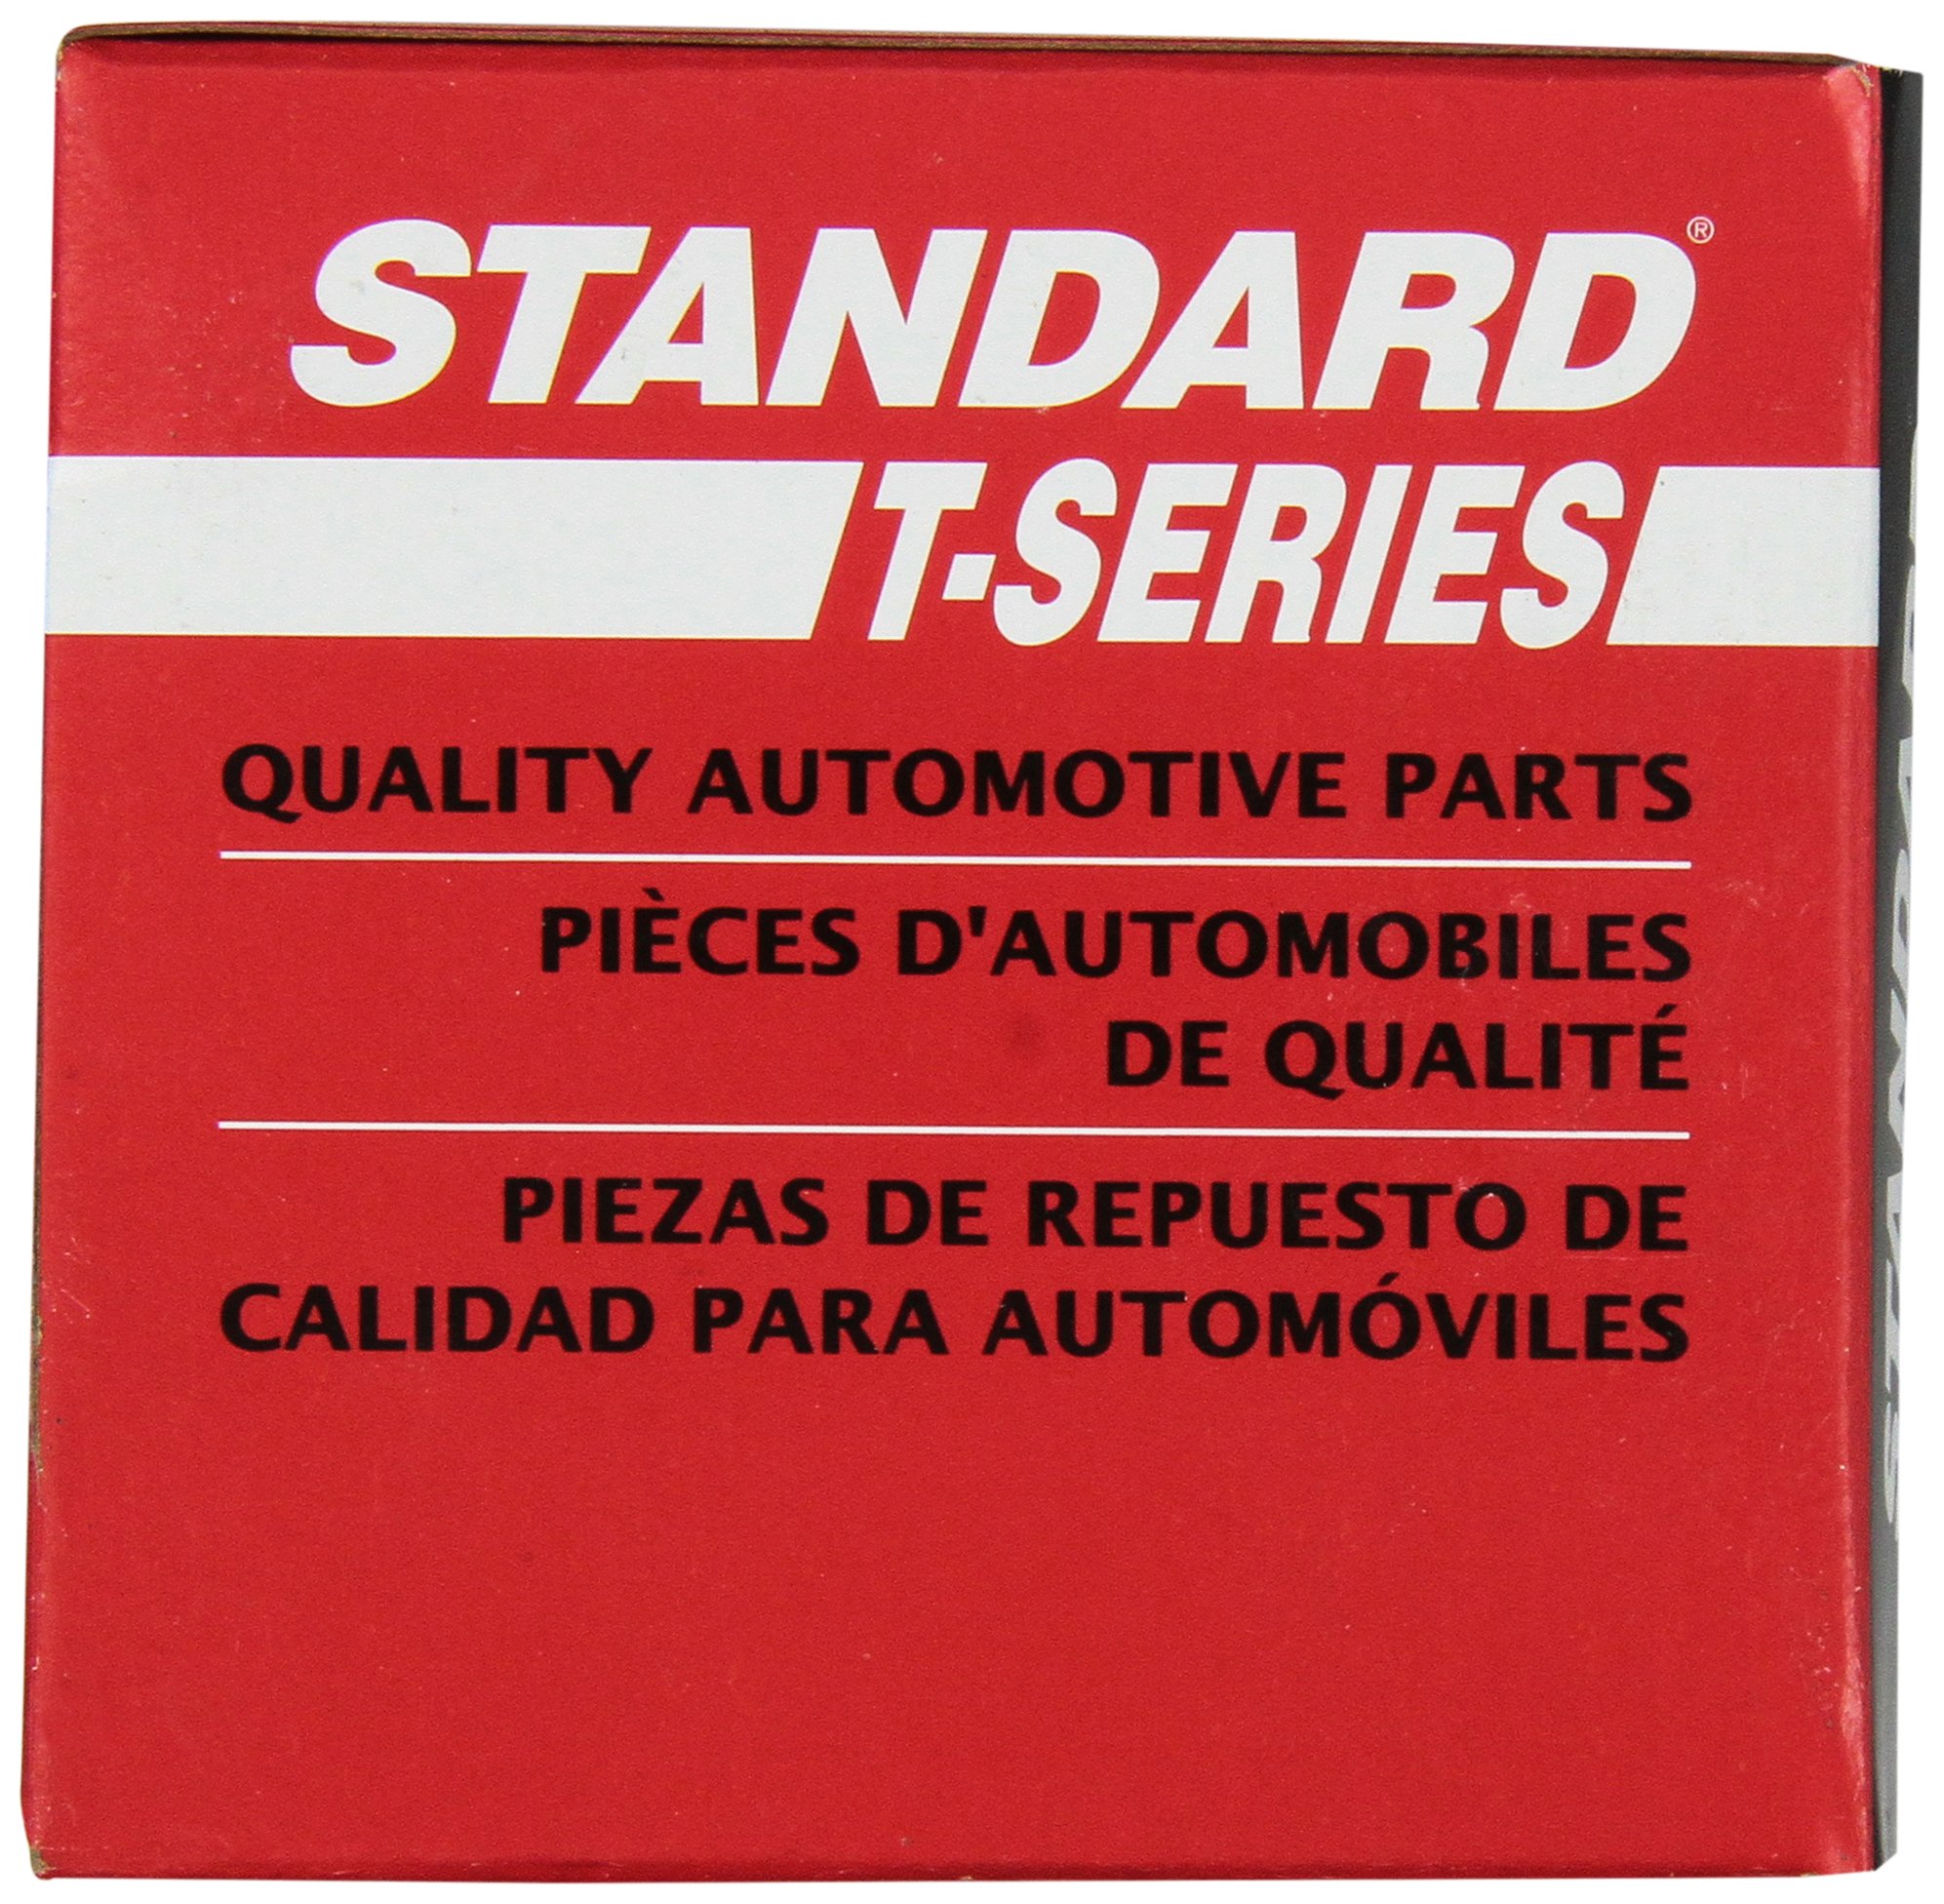 STANDARD®
T-SERIES
QUALITY AUTOMOTIVE PARTS
PIÈCES D'AUTOMOBILES
DE QUALITÉ
PIEZAS DE REPUESTO DE
CALIDAD PARA AUTOMÓVILES